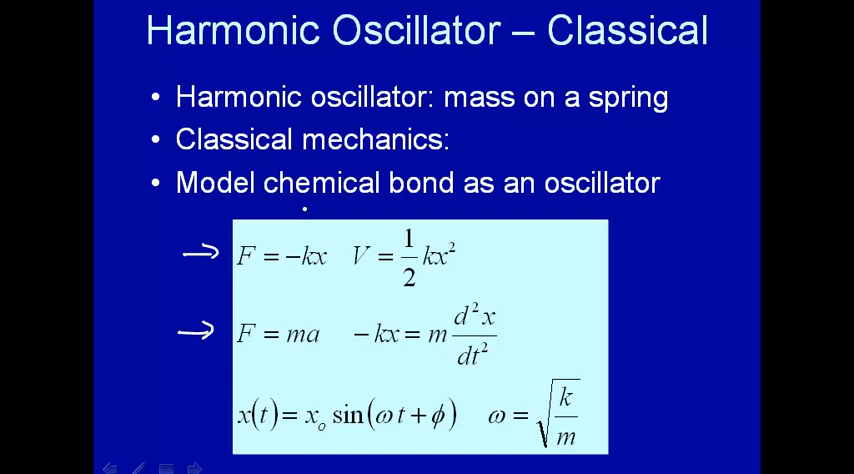 Harmonic Oscillator – Classical
• Harmonic oscillator: mass on a spring
• Classical mechanics:
• Model chemical bond as an oscillator
F = −kx   V = 1/2 kx²
F = ma   − kx = m d²x/dt²
x(t) = xₒ sin(ω t + ϕ)   ω = √(k/m)